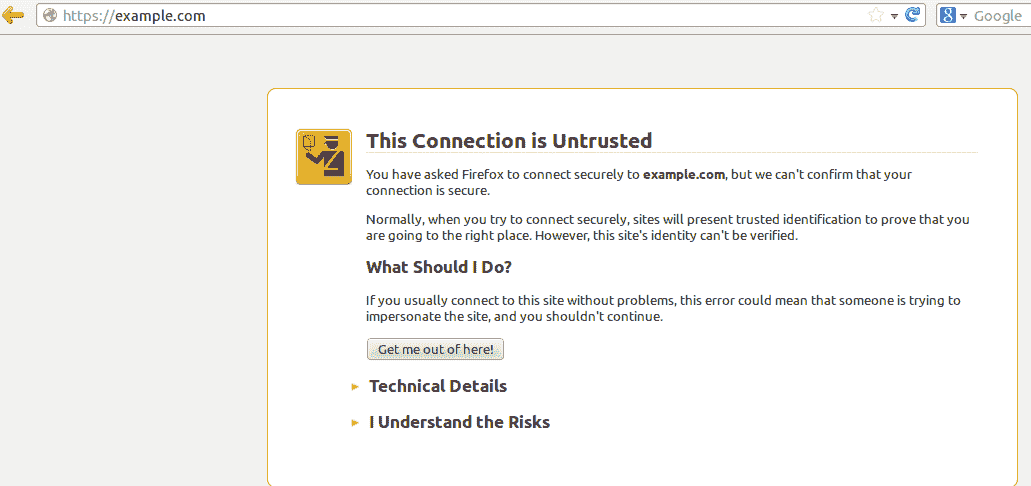 https://example.com
Google
This Connection is Untrusted
You have asked Firefox to connect securely to example.com, but we can't confirm that your
connection is secure.
Normally, when you try to connect securely, sites will present trusted identification to prove that you
are going to the right place. However, this site's identity can't be verified.
What Should I Do?
If you usually connect to this site without problems, this error could mean that someone is trying to
impersonate the site, and you shouldn't continue.
Get me out of here!
Technical Details
I Understand the Risks